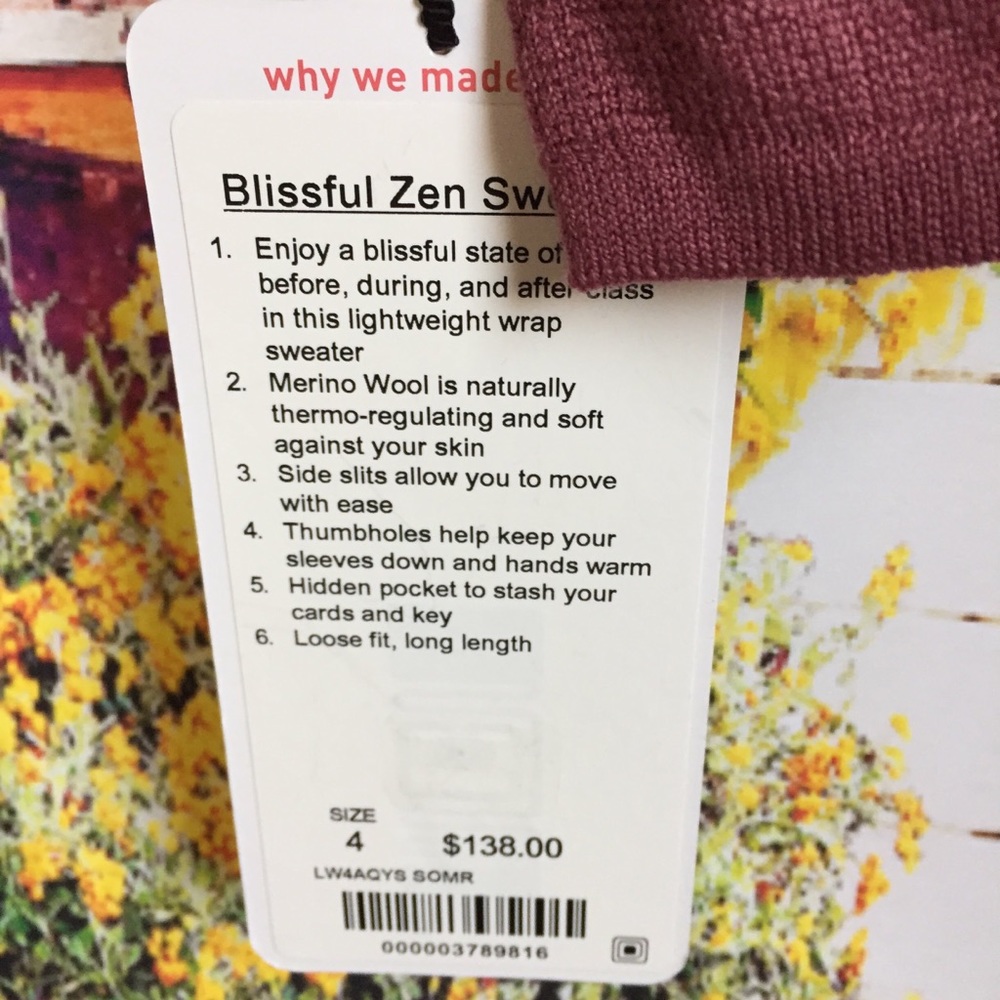 why we made
Blissful Zen
1. Enjoy a blissful state of
before, during, and after class
in this lightweight wrap
sweater
2. Merino Wool is naturally
thermo-regulating and soft
against your skin
3. Side slits allow you to move
with ease
4. Thumbholes help keep your
sleeves down and hands warm
5. Hidden pocket to stash your
cards and key
6. Loose fit, long length
SIZE
4 $138.00
LW4AQYS SOMR
000003789816